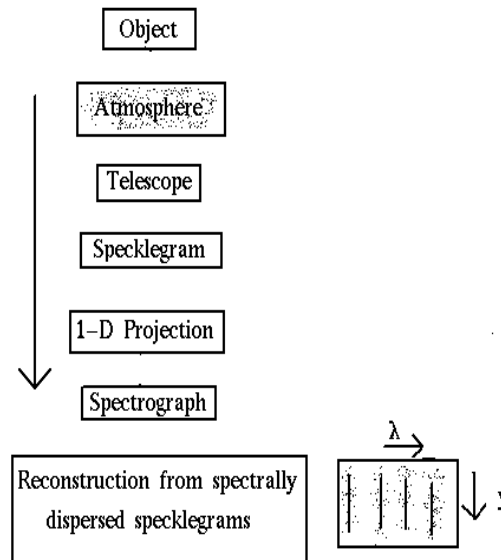 Object
Atmosphere
Telescope
Specklegram
1–D Projection
Spectrograph
Reconstruction from spectrally
dispersed specklegrams
λ